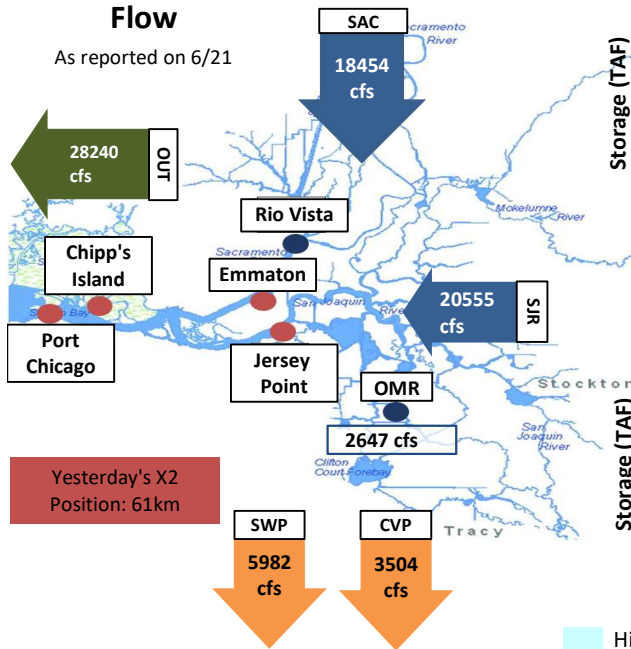 Flow
As reported on 6/21
SAC
18454
cfs
Sacramento
River
Storage (TAF)
28240
cfs
OUT
Mokelumne
River
Rio Vista
Chipp's
Island
Sacramento
Emmaton
San Joaquin
River
20555
cfs
SJR
Port
Chicago
Jersey
Point
OMR
Stockton
2647 cfs
San
Joaquin
River
Storage (TAF)
Clifton
Court Forebay
Yesterday's X2
Position: 61km
Tracy
SWP
CVP
5982
cfs
3504
cfs
Hi